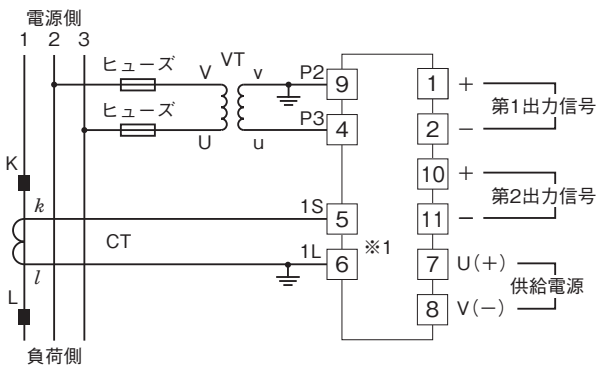 電源側
1 2 3
ヒューズ
V
VT
v
P2
9
1
+
第1出力信号
ヒューズ
U
u
P3
4
2
−
K
10
+
第2出力信号
k
1S
5
11
−
CT
1L
6
※1
7
U(+)
供給電源
l
L
8
V(−)
負荷側